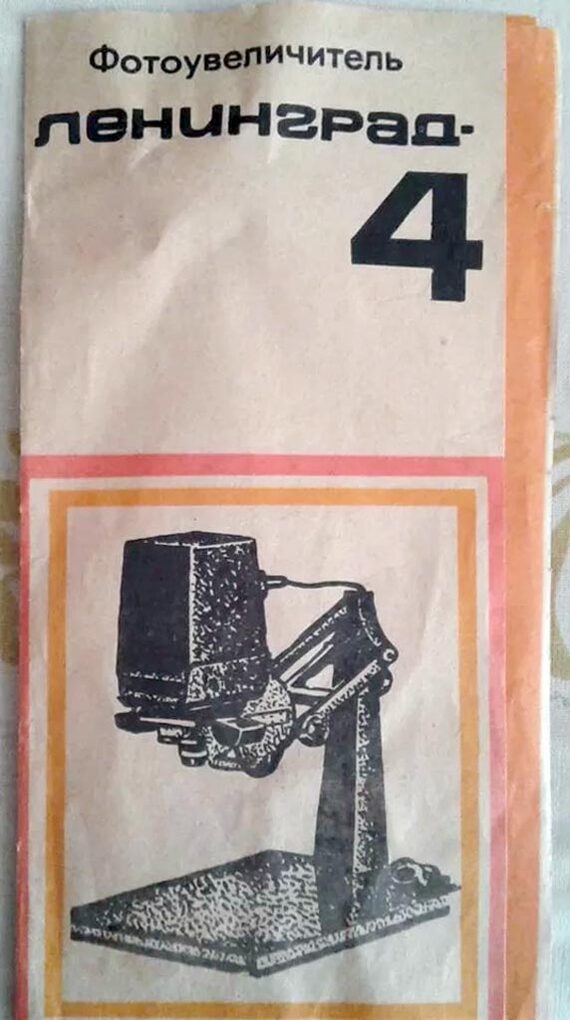 Фотоувеличитель
ленинград-
4